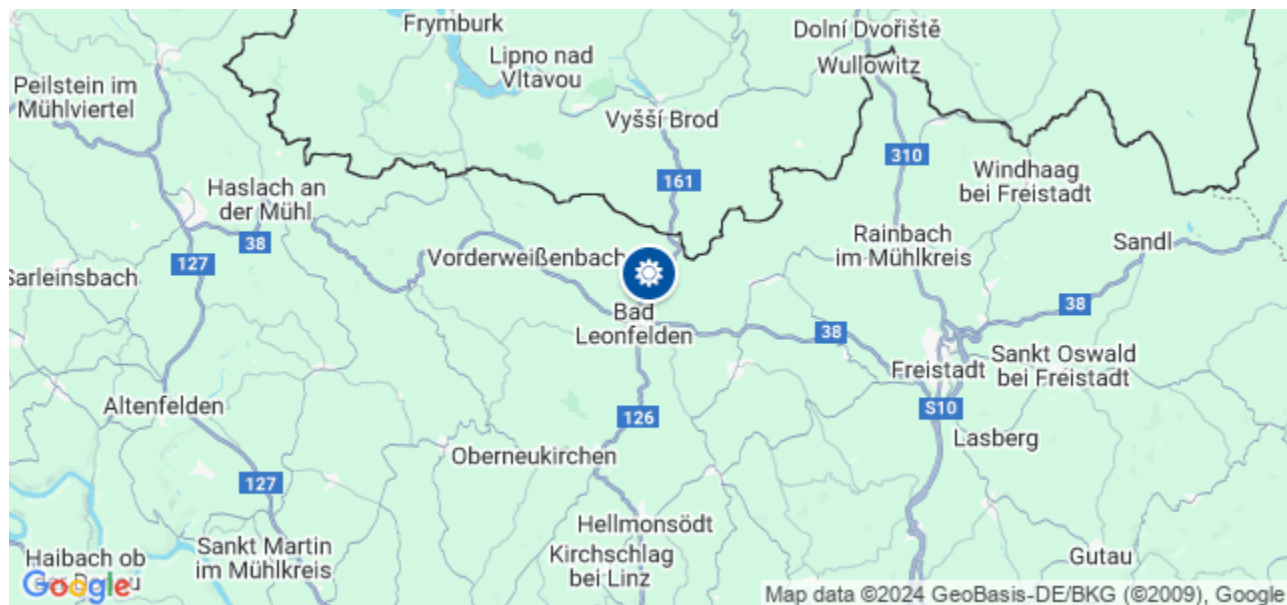 Frymburk
Dolní Dvořiště
Lipno nad
Vltavou
Wullowitz
Peilstein im
Mühlviertel
Vyšší Brod
310
Windhaag
bei Freistadt
161
Haslach an
der Mühl
38
Rainbach
im Mühlkreis
Sandl
Vorderweißenbach
127
Sarleinsbach
Bad
Leonfelden
38
38
Freistadt
Sankt Oswald
bei Freistadt
Altenfelden
126
S10
Lasberg
Oberneukirchen
127
Hellmonsödt
Sankt Martin
im Mühlkreis
Kirchschlag
bei Linz
Haibach ob
Gutau
Google
Map data ©2024 GeoBasis-DE/BKG (©2009), Google